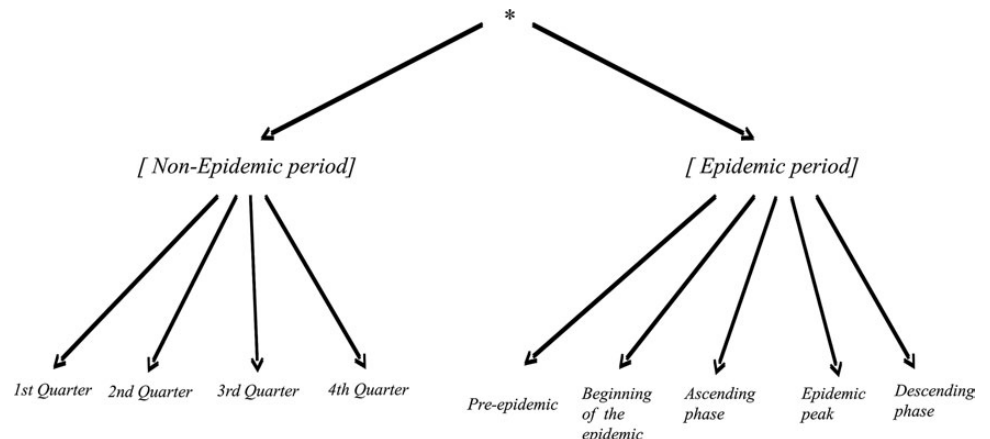 *
[ Non-Epidemic period]
[ Epidemic period]
1st Quarter
2nd Quarter
3rd Quarter
4th Quarter
Pre-epidemic
Beginning
of the
epidemic
Ascending
phase
Epidemic
peak
Descending
phase